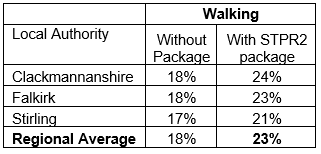 Walking
Local Authority Without Package With STPR2 package
Clackmannanshire 18% 24%
Falkirk 18% 23%
Stirling 17% 21%
Regional Average 18% 23%